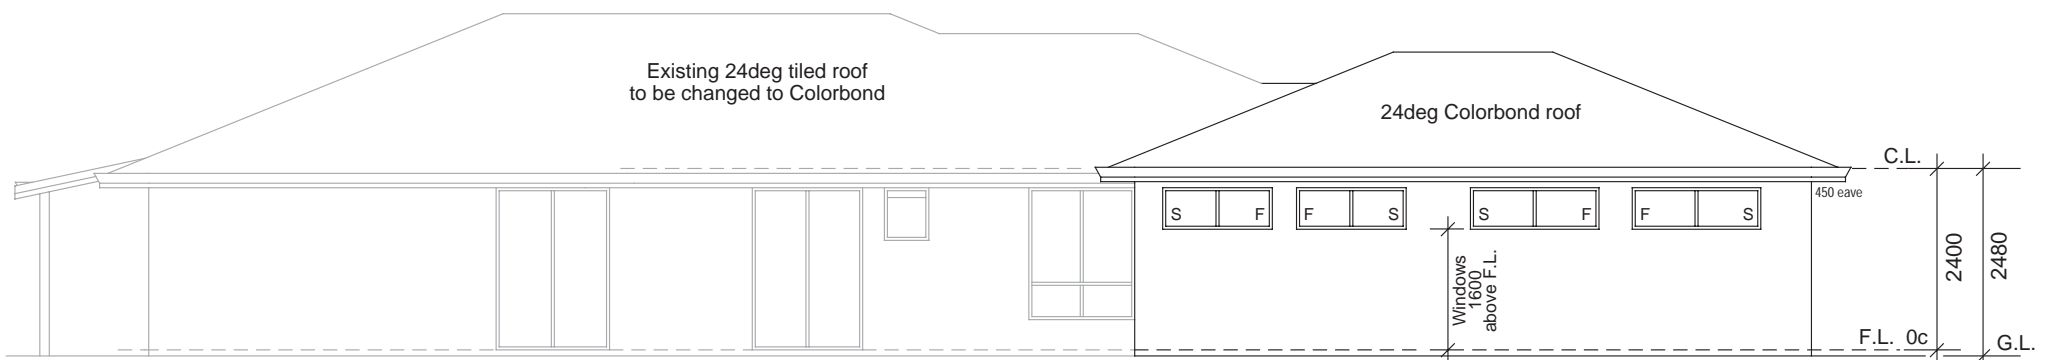 Existing 24deg tiled roof
to be changed to Colorbond
24deg Colorbond roof
C.L.
450 eave
S F F S S F F S
Windows
1600
above F.L.
2400
2480
F.L. 0c
G.L.